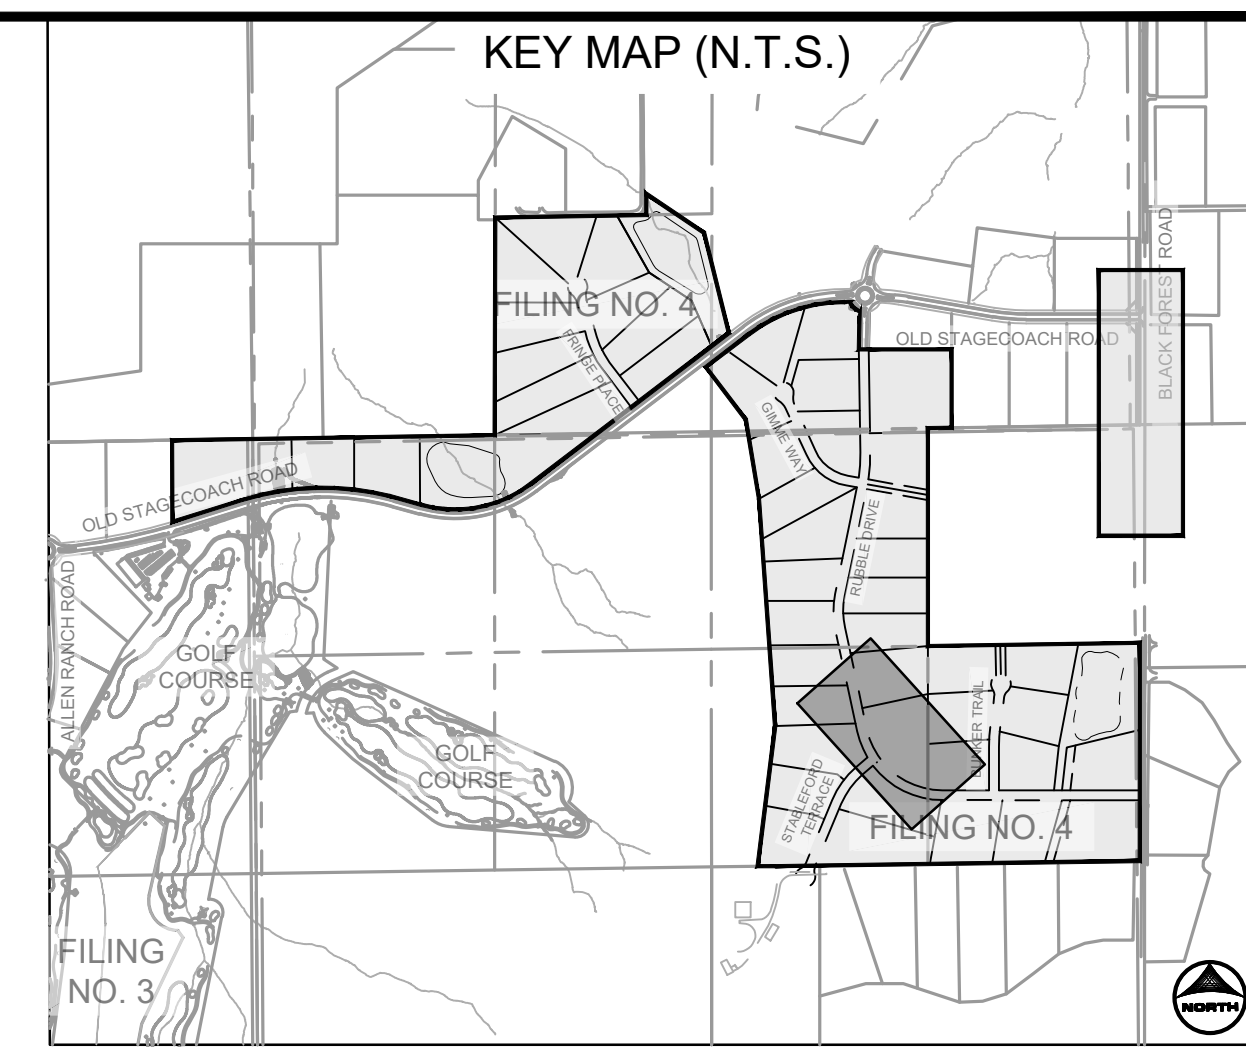 KEY MAP (N.T.S.)
BLACK FOREST ROAD
FILING NO. 4
OLD STAGECOACH ROAD
FRINGE PLACE
GIMME WAY
OLD STAGECOACH ROAD
RUBBLE DRIVE
ALLEN RANCH ROAD
GOLF
COURSE
GOLF
COURSE
BUNKER TRAIL
STABLEFORD
TERRACE
FILING NO. 4
FILING
NO. 3
NORTH